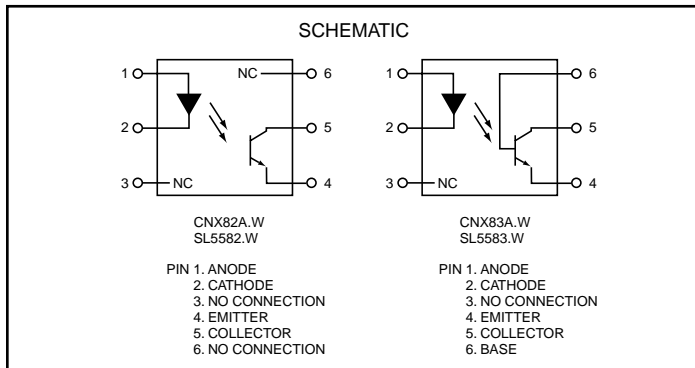 SCHEMATIC
1
2
3
NC
NC
6
5
4
1
2
3
NC
6
5
4
CNX82A.W
SL5582.W
CNX83A.W
SL5583.W
PIN 1. ANODE
2. CATHODE
3. NO CONNECTION
4. EMITTER
5. COLLECTOR
6. NO CONNECTION
PIN 1. ANODE
2. CATHODE
3. NO CONNECTION
4. EMITTER
5. COLLECTOR
6. BASE